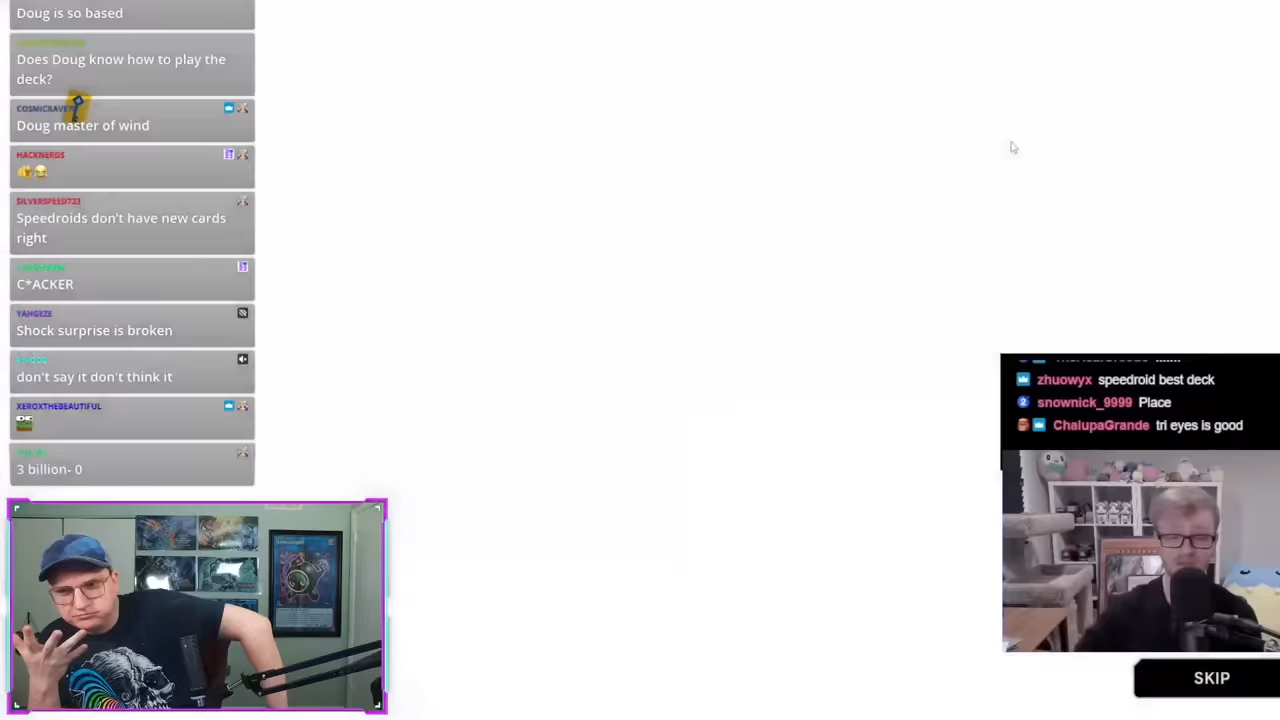 Doug is so based
Does Doug know how to play the
deck?
Doug master of wind
HACKNERDS
SILVERSPEED723
Speedroids don't have new cards
right
C*ACKER
YAHGEZE
Shock surprise is broken
don't say it don't think it
XEROXTHEBEAUTIFUL
3 billion- 0
zhuowyx speedroid best deck
snownick_9999 Place
ChalupaGrande tri eyes is good
SKIP